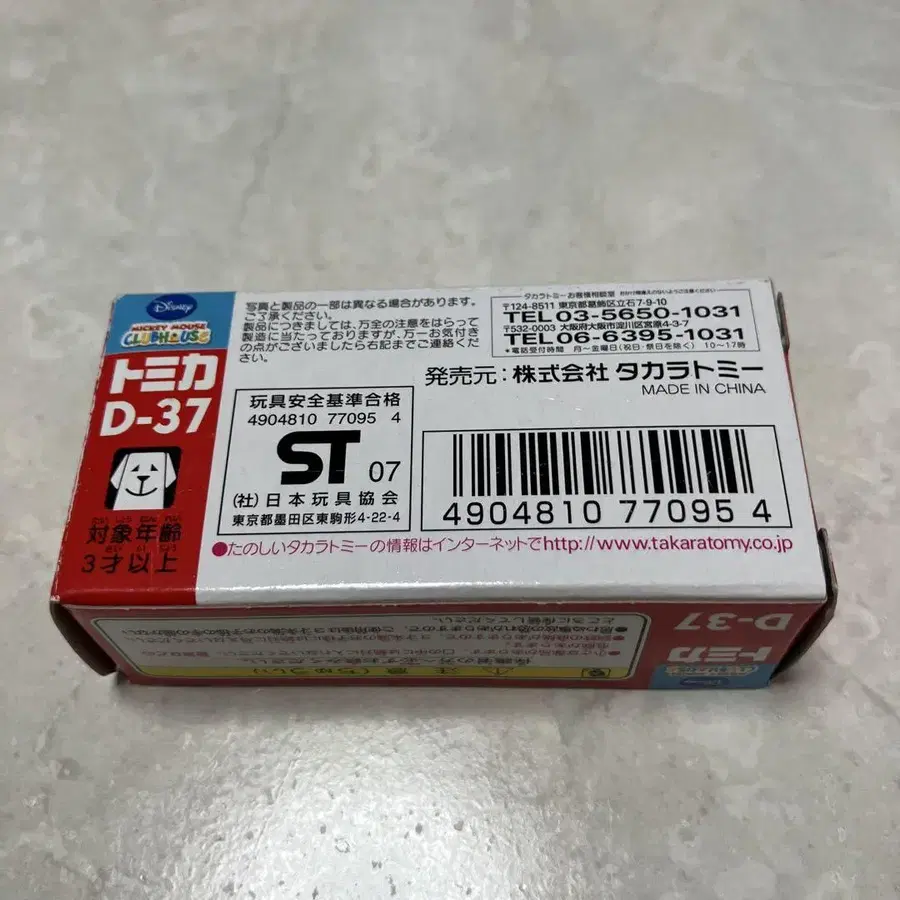 Disney
MICKEY MOUSE
CLUBHOUSE
トミカ
D-37
対象年齢
3才以上
写真と製品の一部は異なる場合があります。
ご了承ください。
製品につきましては、万全の注意をはらって
製造に当たっておりますが、万一お気付き
の点がございましたら右記までご連絡くだ
さい。
タカラトミーお客様相談室
〒124-8511 東京都葛飾区立石7-9-10
TEL 03-5650-1031
〒532-0003 大阪府大阪市淀川区宮原4-3-7
TEL 06-6395-1031
*電話受付時間 月〜金曜日(祝日・祭日を除く) 10〜17時
発売元:株式会社 タカラトミー
MADE IN CHINA
玩具安全基準合格
4904810 77095 4
ST 07
(社)日本玩具協会
東京都墨田区東駒形4-22-4
4904810 770954
●たのしいタカラトミーの情報はインターネットでhttp://www.takaratomy.co.jp
トミカ
D-37